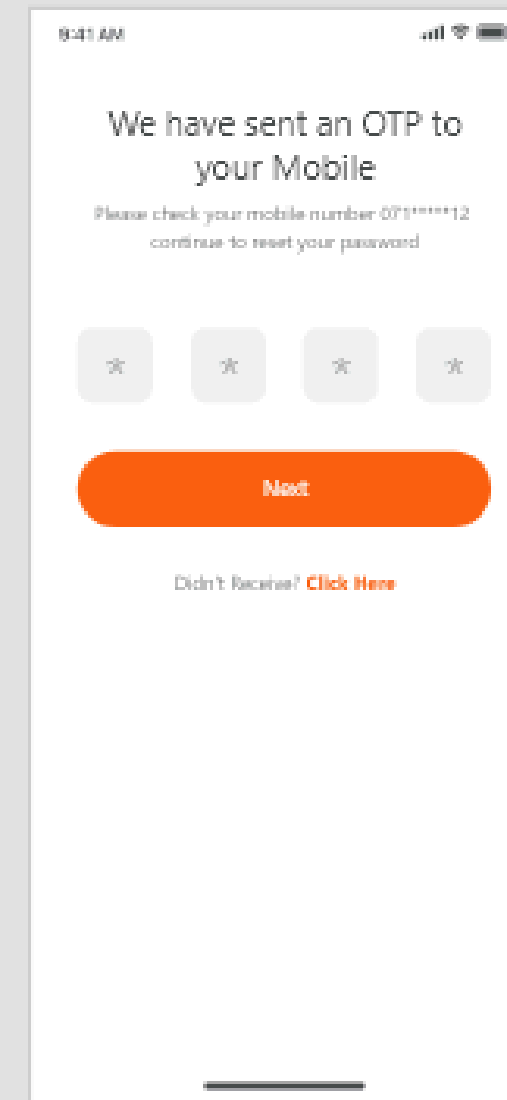 9:41 AM
We have sent an OTP to
your Mobile
Please check your mobile number 071*****12
continue to reset your password
* * * *
Next
Didn't Receive? Click Here